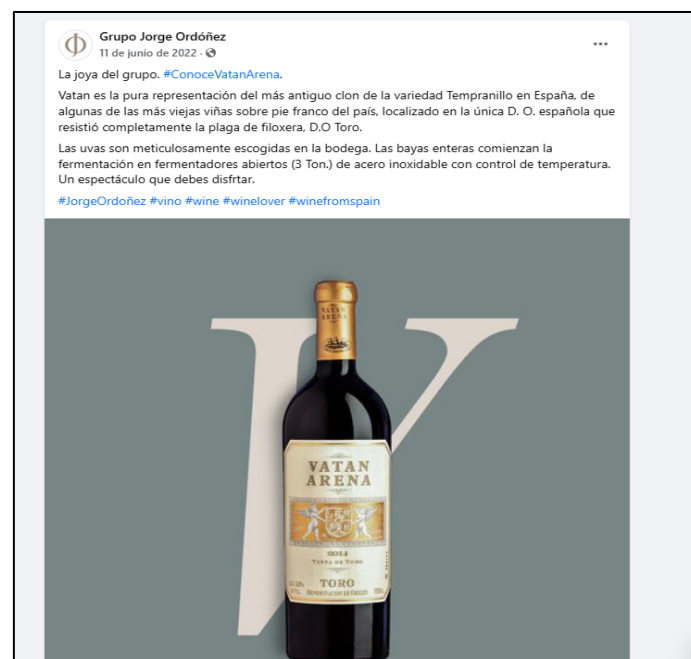 Grupo Jorge Ordóñez
11 de junio de 2022 ·
La joya del grupo. #ConoceVatanArena.
Vatan es la pura representación del más antiguo clon de la variedad Tempranillo en España, de
algunas de las más viejas viñas sobre pie franco del país, localizado en la única D. O. española que
resistió completamente la plaga de filoxera, D.O Toro.
Las uvas son meticulosamente escogidas en la bodega. Las bayas enteras comienzan la
fermentación en fermentadores abiertos (3 Ton.) de acero inoxidable con control de temperatura.
Un espectáculo que debes disfrtar.
#JorgeOrdoñez #vino #wine #winelover #winefromspain
V
VATAN
ARENA
VATAN
ARENA
2014
TINTA DE TORO
TORO
DENOMINACIÓN DE ORIGEN